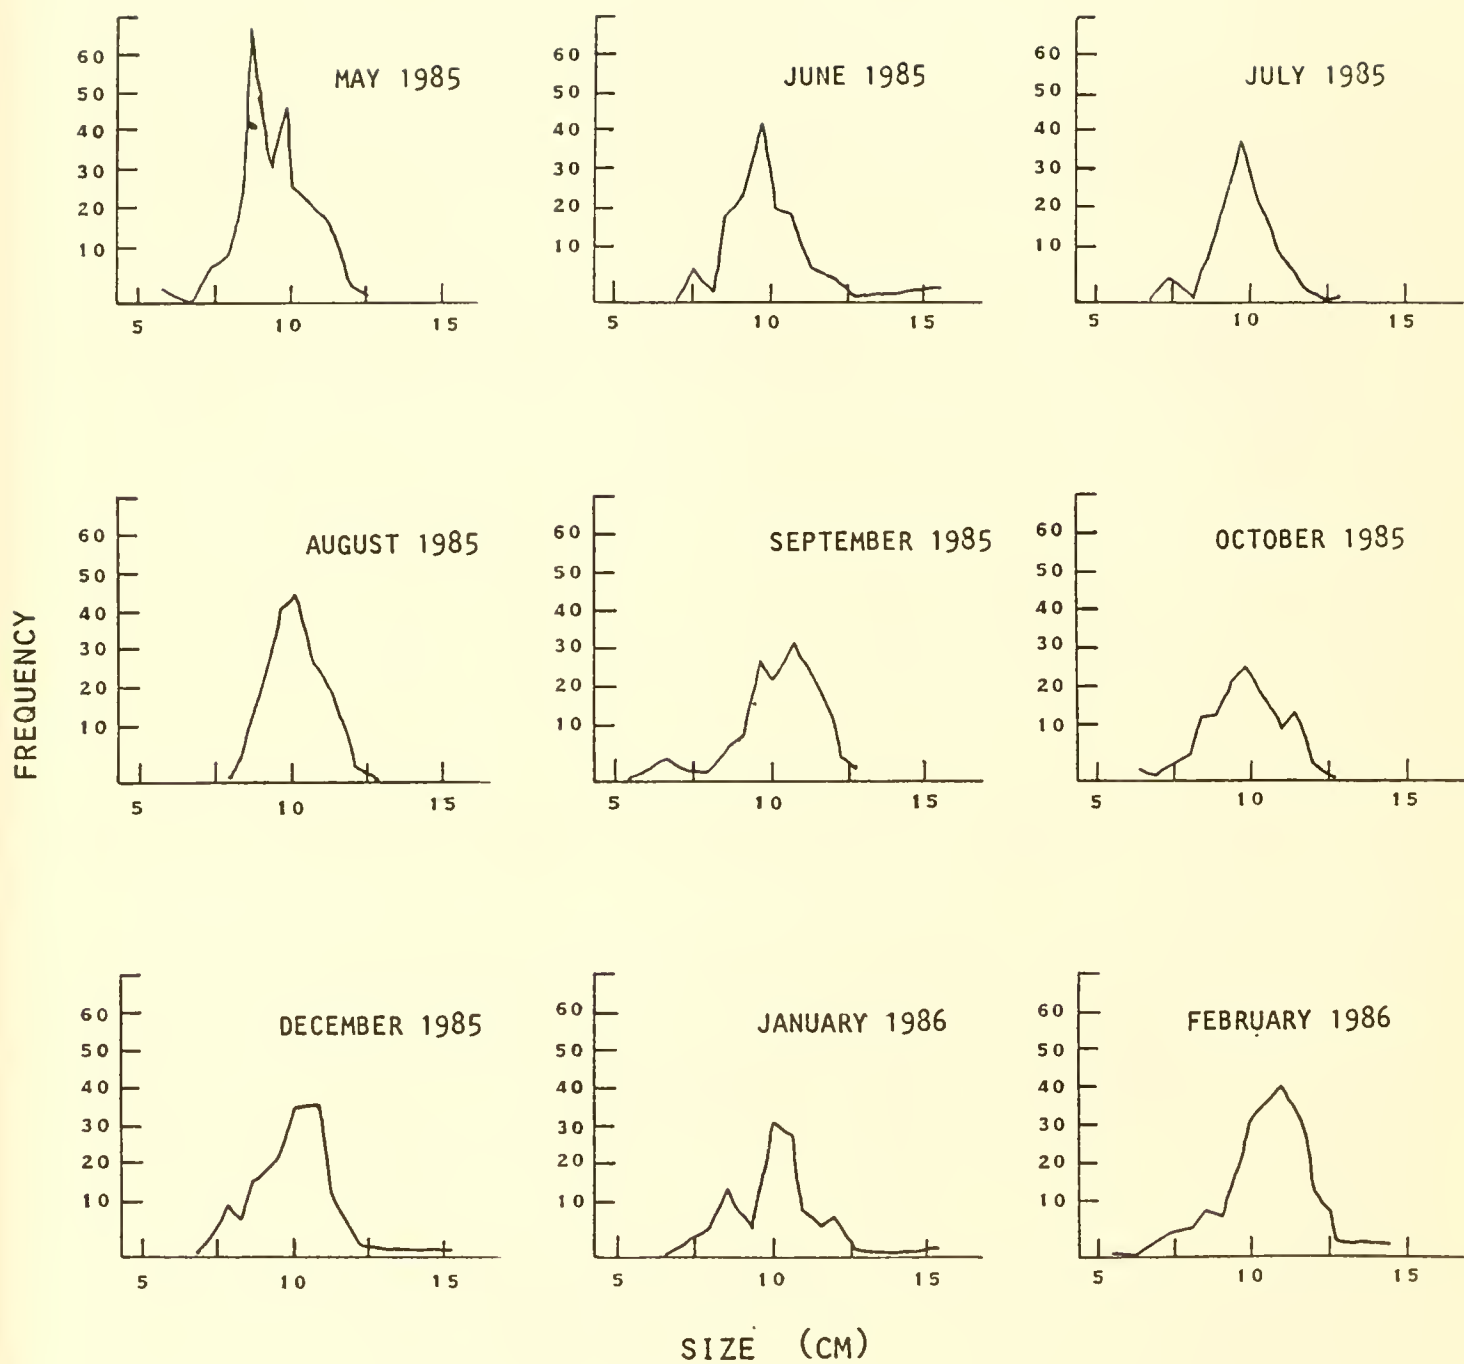 MAY 1985
60
50
40
30
20
10
5 10 15
JUNE 1985
60
50
40
30
20
10
5 10 15
JULY 1985
60
50
40
30
20
10
5 10 15
FREQUENCY
AUGUST 1985
60
50
40
30
20
10
5 10 15
SEPTEMBER 1985
60
50
40
30
20
10
5 10 15
OCTOBER 1985
60
50
40
30
20
10
5 10 15
DECEMBER 1985
60
50
40
30
20
10
5 10 15
JANUARY 1986
60
50
40
30
20
10
5 10 15
FEBRUARY 1986
60
50
40
30
20
10
5 10 15
SIZE (CM)